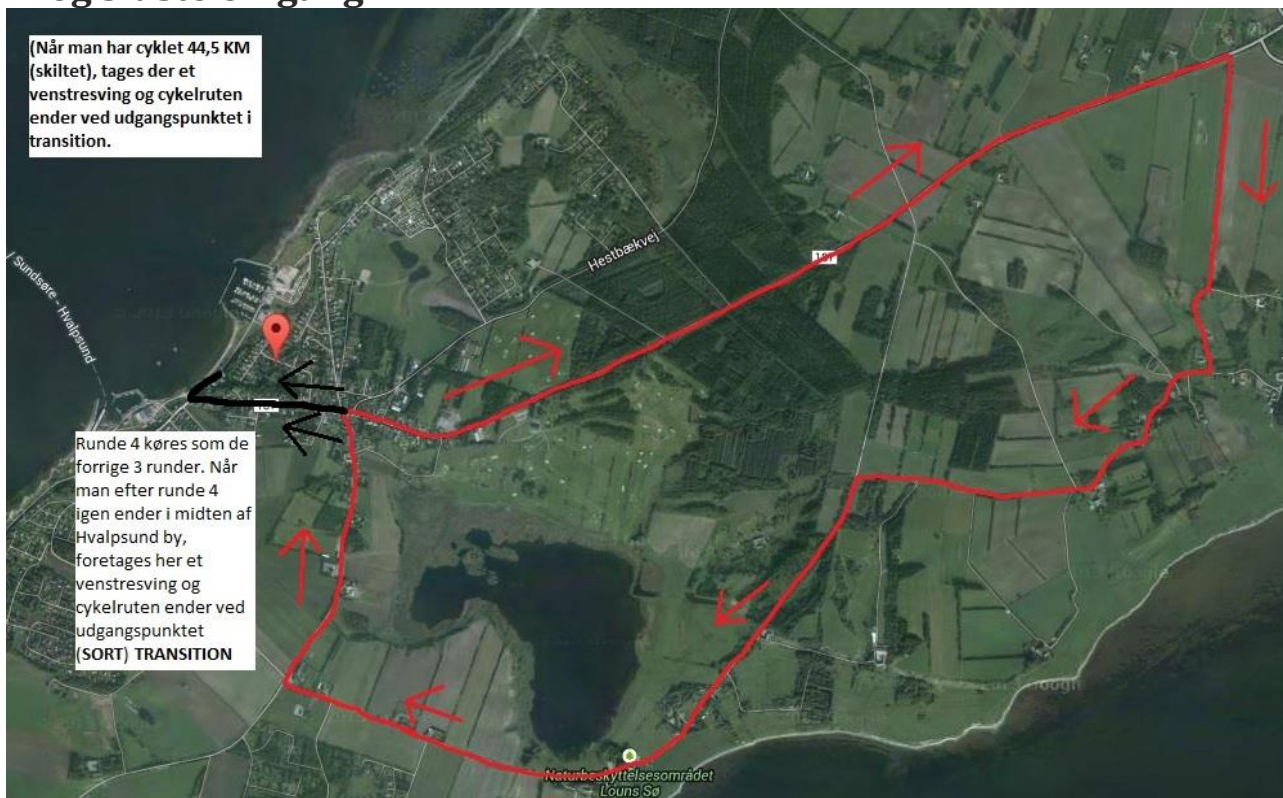 (Når man har cyklet 44,5 KM
(skiltet), tages der et
venstresving og cykelruten
ender ved udgangspunktet i
transition.
Hestbækvej
Sundsøre - Hvalpsund
Runde 4 køres som de
forrige 3 runder. Når
man efter runde 4
igen ender i midten af
Hvalpsund by,
foretages her et
venstresving og
cykelruten ender ved
udgangspunktet
(SORT) TRANSITION
Naturbeskyttelsesområdet
Louns Sø